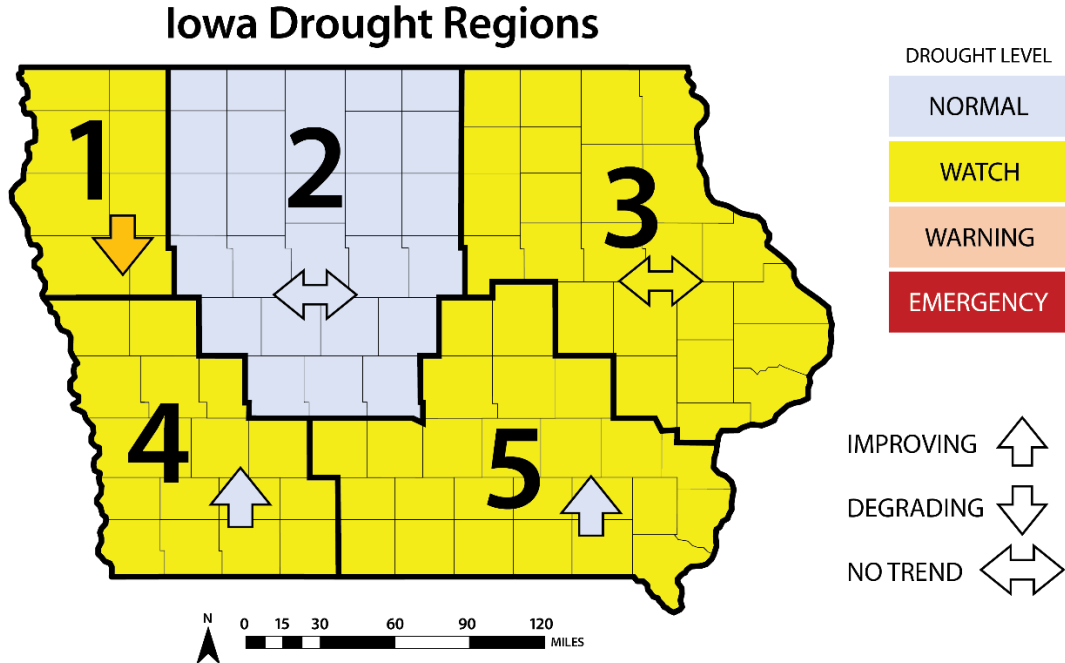 Iowa Drought Regions
DROUGHT LEVEL
NORMAL
WATCH
WARNING
EMERGENCY
1
2
3
4
5
IMPROVING
DEGRADING
NO TREND
N
0 15 30 60 90 120
MILES